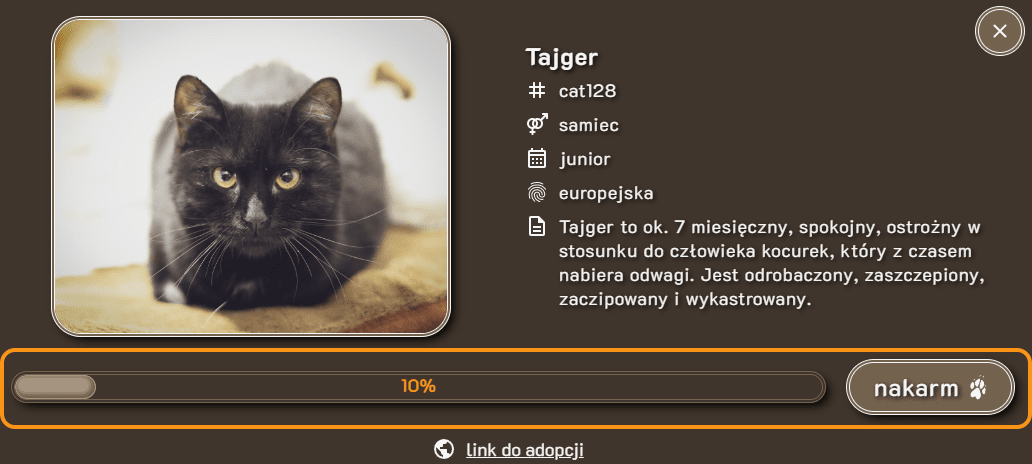 Tajger
cat128
samiec
junior
europejska
Tajger to ok. 7 miesięczny, spokojny, ostrożny w
stosunku do człowieka kocurek, który z czasem
nabiera odwagi. Jest odrobaczony, zaszczepiony,
zaczipowany i wykastrowany.
10%
nakarm
link do adopcji